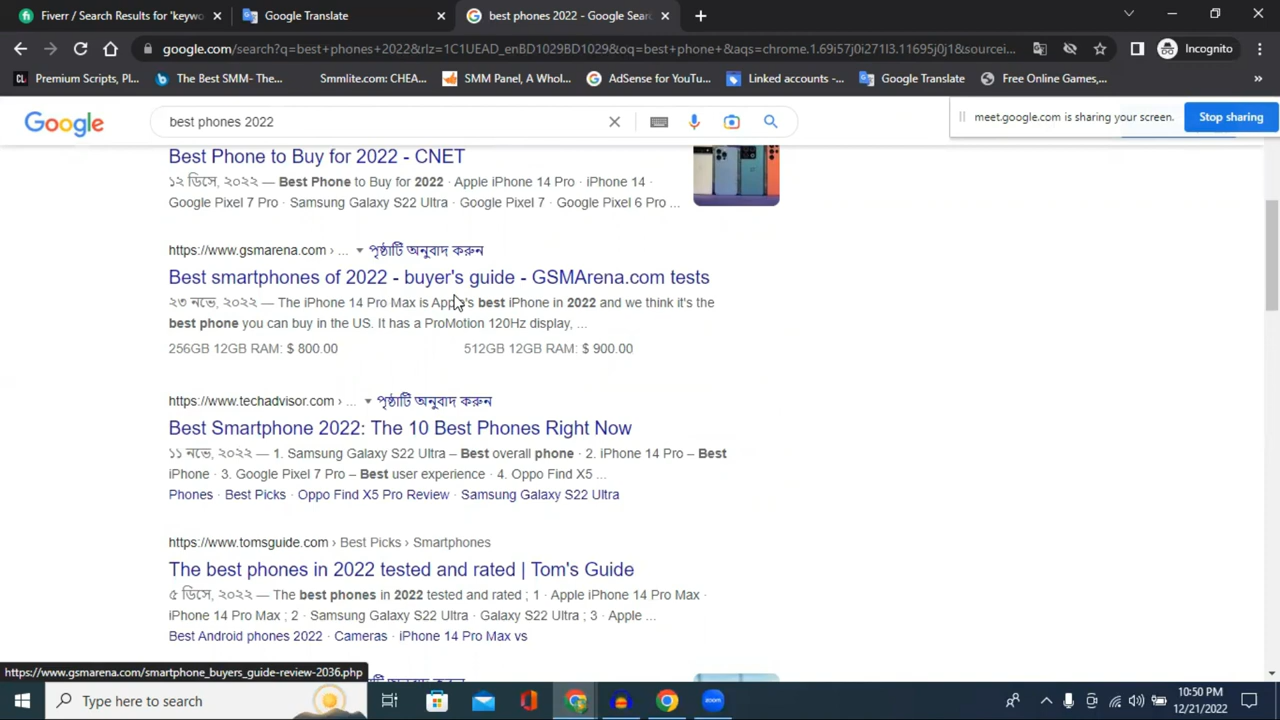 Fiverr / Search Results for 'keywo
Google Translate
best phones 2022 - Google Sear
google.com/search?q=best+phones+2022&rlz=1C1UEAD_enBD1029BD1029&oq=best+phone+&aqs=chrome.1.69i57j0i271l3.11695j0j1&sourcei...
Incognito
Premium Scripts, Pl...
The Best SMM- The...
Smmlite.com: CHEA...
SMM Panel, A Whol...
AdSense for YouTu...
Linked accounts -...
Google Translate
Free Online Games,...
Google
best phones 2022
meet.google.com is sharing your screen.
Stop sharing
Best Phone to Buy for 2022 - CNET
১২ ডিসে, ২০২২ — Best Phone to Buy for 2022 · Apple iPhone 14 Pro · iPhone 14 ·
Google Pixel 7 Pro · Samsung Galaxy S22 Ultra · Google Pixel 7 · Google Pixel 6 Pro ...
https://www.gsmarena.com › ... পৃষ্ঠাটি অনুবাদ করুন
Best smartphones of 2022 - buyer's guide - GSMArena.com tests
২৩ নভে, ২০২২ — The iPhone 14 Pro Max is Apple's best iPhone in 2022 and we think it's the
best phone you can buy in the US. It has a ProMotion 120Hz display, ...
256GB 12GB RAM: $ 800.00
512GB 12GB RAM: $ 900.00
https://www.techadvisor.com › ... পৃষ্ঠাটি অনুবাদ করুন
Best Smartphone 2022: The 10 Best Phones Right Now
১১ নভে, ২০২২ — 1. Samsung Galaxy S22 Ultra – Best overall phone · 2. iPhone 14 Pro – Best
iPhone · 3. Google Pixel 7 Pro – Best user experience · 4. Oppo Find X5 ...
Phones · Best Picks · Oppo Find X5 Pro Review · Samsung Galaxy S22 Ultra
https://www.tomsguide.com › Best Picks › Smartphones
The best phones in 2022 tested and rated | Tom's Guide
৫ ডিসে, ২০২২ — The best phones in 2022 tested and rated ; 1 · Apple iPhone 14 Pro Max ·
iPhone 14 Pro Max ; 2 · Samsung Galaxy S22 Ultra · Galaxy S22 Ultra ; 3 · Apple ...
Best Android phones 2022 · Cameras · iPhone 14 Pro Max vs
https://www.gsmarena.com/smartphone_buyers_guide-review-2036.php
Type here to search
zoom
10:50 PM
12/21/2022